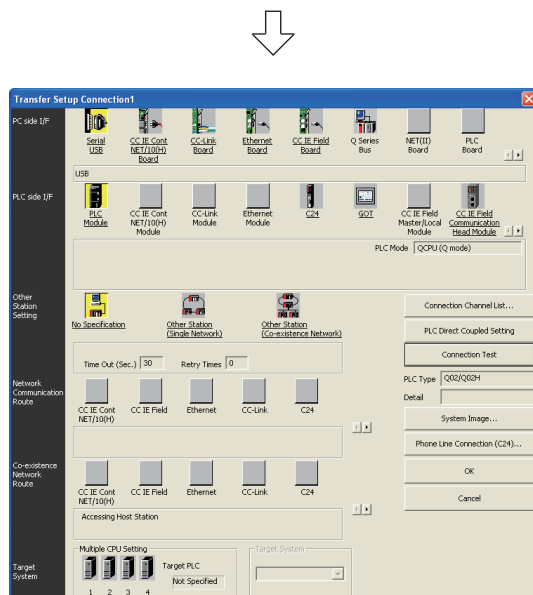 Transfer Setup Connection1
PC side I/F
Serial
USB
CC IE Cont
NET/10(H)
Board
CC-Link
Board
Ethernet
Board
CC IE Field
Board
Q Series
Bus
NET(II)
Board
PLC
Board
USB
PLC side I/F
PLC
Module
CC IE Cont
NET/10(H)
Module
CC-Link
Module
Ethernet
Module
C24
GOT
CC IE Field
Master/Local
Module
CC IE Field
Communication
Head Module
PLC Mode QCPU (Q mode)
Other
Station
Setting
No Specification
Other Station
(Single Network)
Other Station
(Co-existence Network)
Time Out (Sec.) 30 Retry Times 0
Connection Channel List...
PLC Direct Coupled Setting
Connection Test
PLC Type Q02/Q02H
Detail
System Image...
Phone Line Connection (C24)...
OK
Cancel
Network
Communication
Route
CC IE Cont
NET/10(H)
CC IE Field
Ethernet
CC-Link
C24
Co-existence
Network
Route
CC IE Cont
NET/10(H)
CC IE Field
Ethernet
CC-Link
C24
Accessing Host Station
Target
System
Multiple CPU Setting
1 2 3 4
Target PLC
Not Specified
Target System